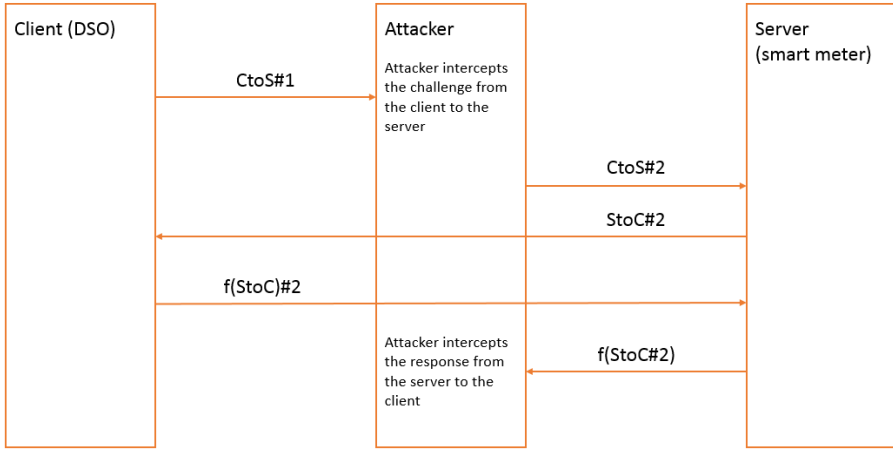 Client (DSO)
Attacker
Server
(smart meter)
Attacker intercepts
the challenge from
the client to the
server
CtoS#1
CtoS#2
StoC#2
f(StoC)#2
Attacker intercepts
the response from
the server to the
client
f(StoC#2)